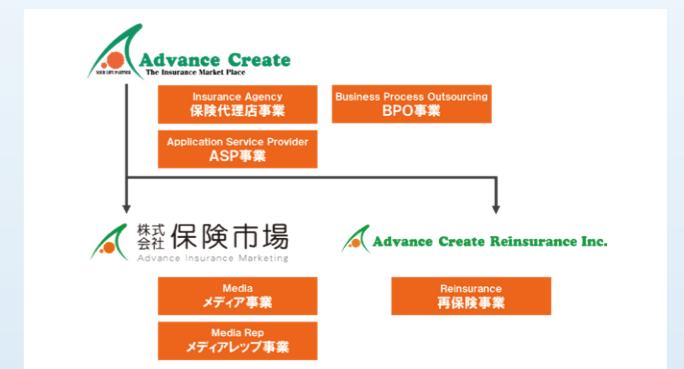 Advance Create
YOUR LIFE PLANNER The Insurance Market Place
Insurance Agency
保険代理店事業
Business Process Outsourcing
BPO事業
Application Service Provider
ASP事業
株式会社 保険市場
Advance Insurance Marketing
Advance Create Reinsurance Inc.
Media
メディア事業
Reinsurance
再保険事業
Media Rep
メディアレップ事業